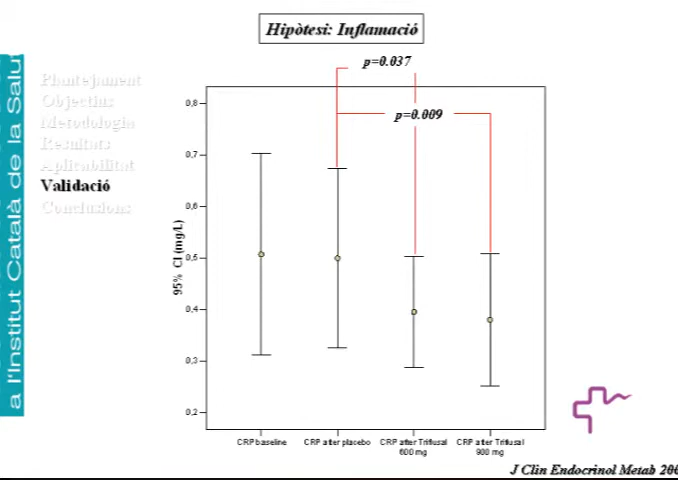 Hipòtesi: Inflamació
a l'Institut Català de la Salut
Plantejament
Objectius
Metodologia
Resultats
Aplicabilitat
Validació
Conclusions
p=0.037
p=0.009
95% CI (mg/L)
0,8
0,7
0,6
0,5
0,4
0,3
0,2
CRP baseline
CRP after placebo
CRP after Triflusal
600 mg
CRP after Triflusal
900 mg
J Clin Endocrinol Metab 200